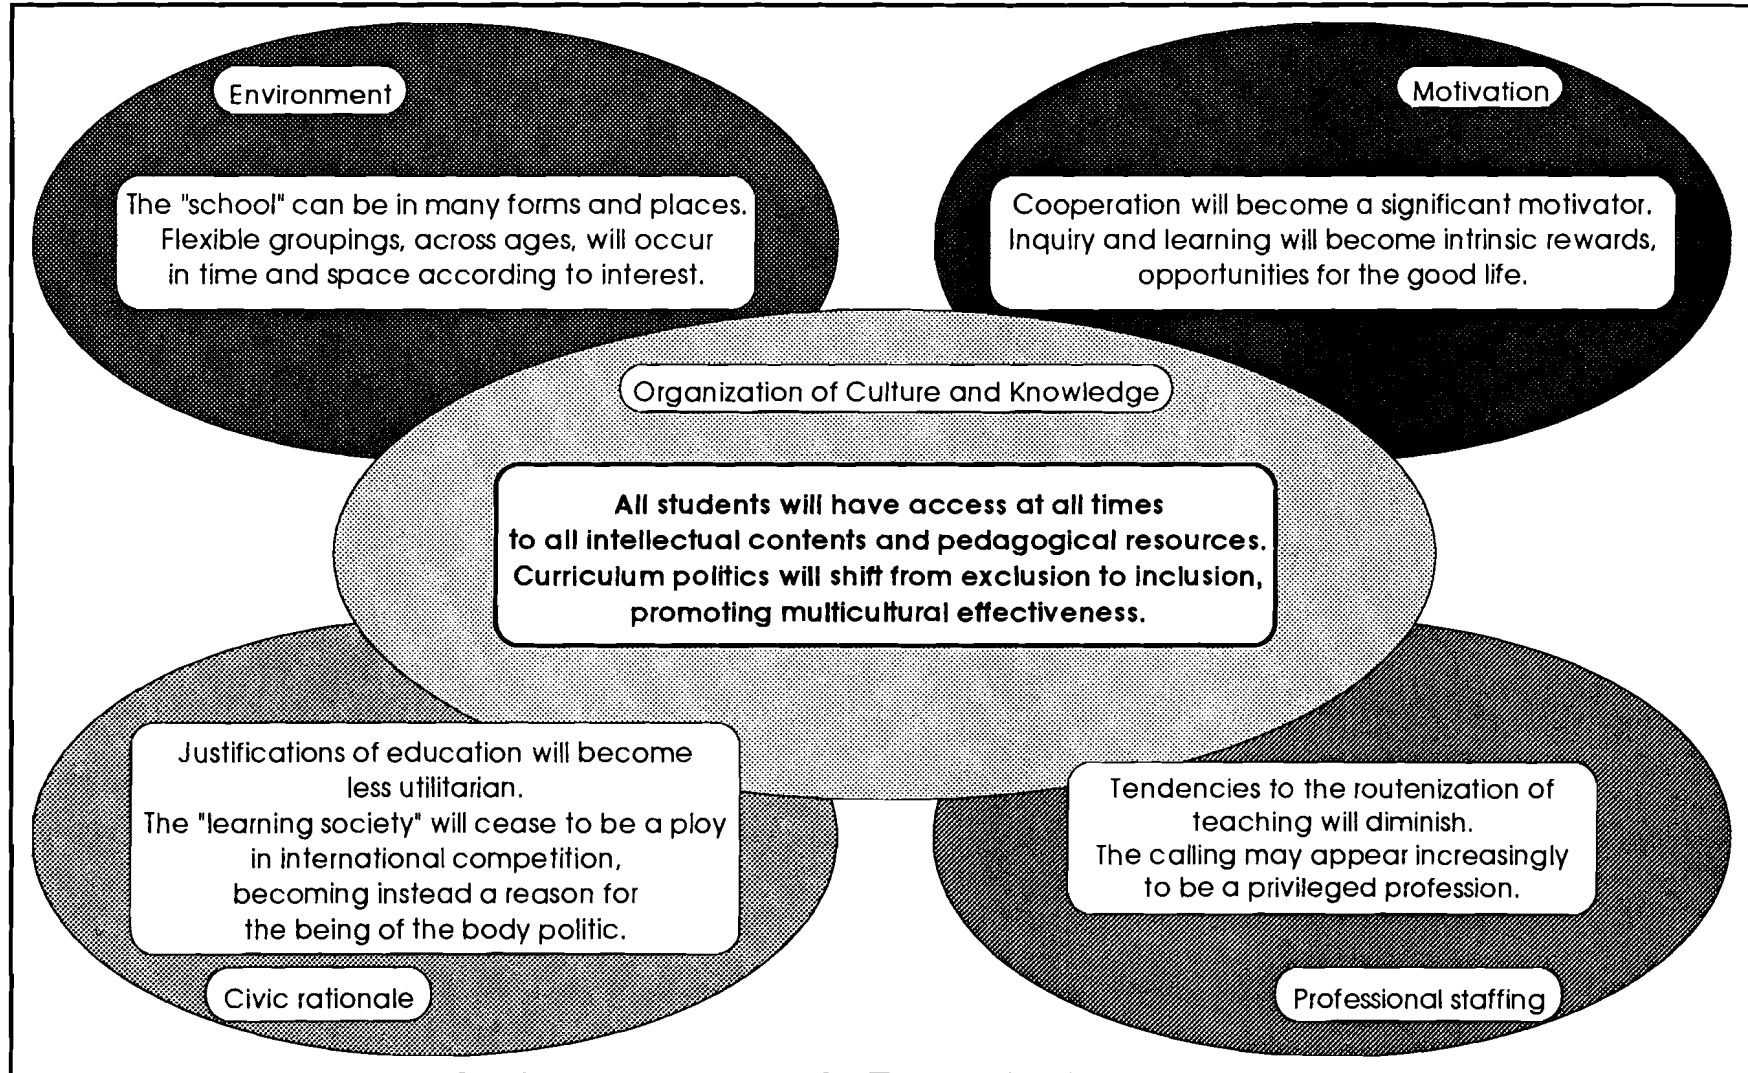 Environment
The "school" can be in many forms and places.
Flexible groupings, across ages, will occur
in time and space according to interest.
Motivation
Cooperation will become a significant motivator.
Inquiry and learning will become intrinsic rewards,
opportunities for the good life.
Organization of Culture and Knowledge
All students will have access at all times
to all intellectual contents and pedagogical resources.
Curriculum politics will shift from exclusion to inclusion,
promoting multicultural effectiveness.
Justifications of education will become
less utilitarian.
The "learning society" will cease to be a ploy
in international competition,
becoming instead a reason for
the being of the body politic.
Civic rationale
Tendencies to the routenization of
teaching will diminish.
The calling may appear increasingly
to be a privileged profession.
Professional staffing